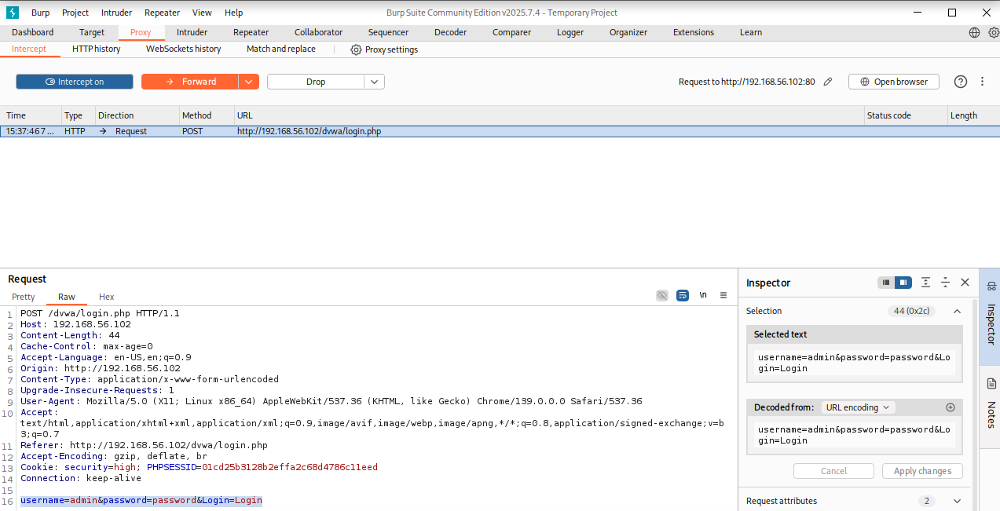 Burp Project Intruder Repeater View Help Burp Suite Community Edition v2025.7.4 - Temporary Project
Dashboard Target Proxy Intruder Repeater Collaborator Sequencer Decoder Comparer Logger Organizer Extensions Learn
Intercept HTTP history WebSockets history Match and replace Proxy settings
Intercept on Forward Drop Request to http://192.168.56.102:80 Open browser ?
Time Type Direction Method URL Status code Length
15:37:46 7 ... HTTP → Request POST http://192.168.56.102/dvwa/login.php
Request
Pretty Raw Hex \n
1 POST /dvwa/login.php HTTP/1.1
2 Host: 192.168.56.102
3 Content-Length: 44
4 Cache-Control: max-age=0
5 Accept-Language: en-US,en;q=0.9
6 Origin: http://192.168.56.102
7 Content-Type: application/x-www-form-urlencoded
8 Upgrade-Insecure-Requests: 1
9 User-Agent: Mozilla/5.0 (X11; Linux x86_64) AppleWebKit/537.36 (KHTML, like Gecko) Chrome/139.0.0.0 Safari/537.36
10 Accept:
text/html,application/xhtml+xml,application/xml;q=0.9,image/avif,image/webp,image/apng,*/*;q=0.8,application/signed-exchange;v=b
3;q=0.7
11 Referer: http://192.168.56.102/dvwa/login.php
12 Accept-Encoding: gzip, deflate, br
13 Cookie: security=high; PHPSESSID=01cd25b3128b2effa2c68d4786c11eed
14 Connection: keep-alive
15
16 username=admin&password=password&Login=Login
Inspector
Selection 44 (0x2c)
Selected text
username=admin&password=password&Lo
gin=Login
Decoded from: URL encoding
username=admin&password=password&Lo
gin=Login
Cancel Apply changes
Request attributes 2
Inspector
Notes